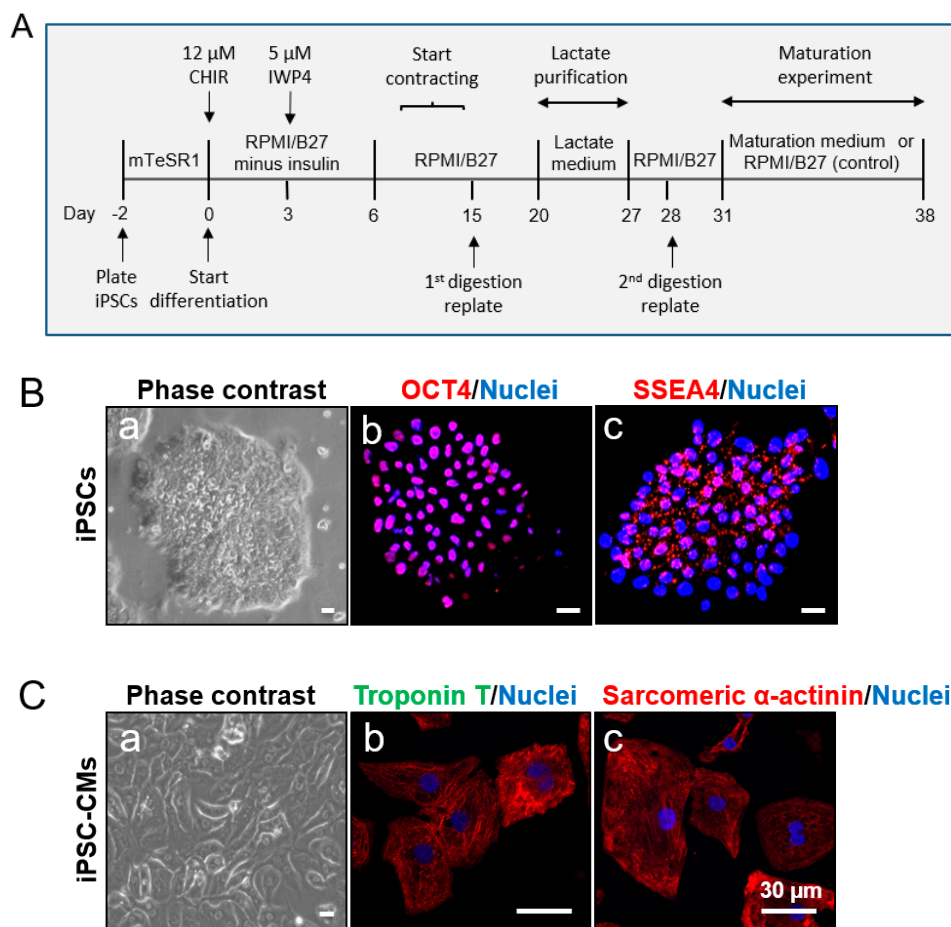 A
12 µM
CHIR
5 µM
IWP4
Start
contracting
Lactate
purification
Maturation
experiment
mTeSR1
RPMI/B27
minus insulin
RPMI/B27
Lactate
medium
RPMI/B27
Maturation medium or
RPMI/B27 (control)
Day -2 0 3 6 15 20 27 28 31 38
Plate
iPSCs
Start
differentiation
1st digestion
replate
2nd digestion
replate
B
Phase contrast
OCT4/Nuclei
SSEA4/Nuclei
iPSCs
a
b
c
C
Phase contrast
Troponin T/Nuclei
Sarcomeric α-actinin/Nuclei
iPSC-CMs
a
b
c
30 µm